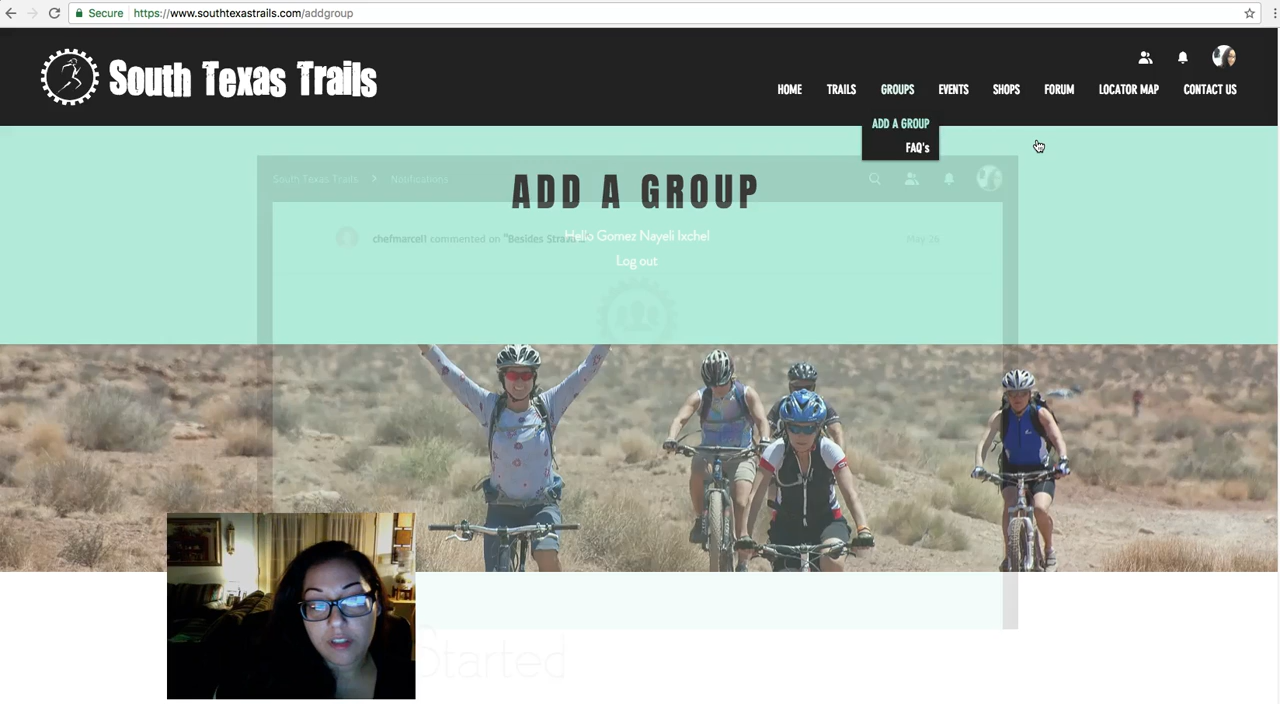 Secure https://www.southtexastrails.com/addgroup
South Texas Trails
HOME TRAILS GROUPS EVENTS SHOPS FORUM LOCATOR MAP CONTACT US
ADD A GROUP
FAQ's
South Texas Trails > Notifications
ADD A GROUP
chefmarcell commented on "Besides
May 26
Hello Gomez Nayeli Ixchel
Log out
Started